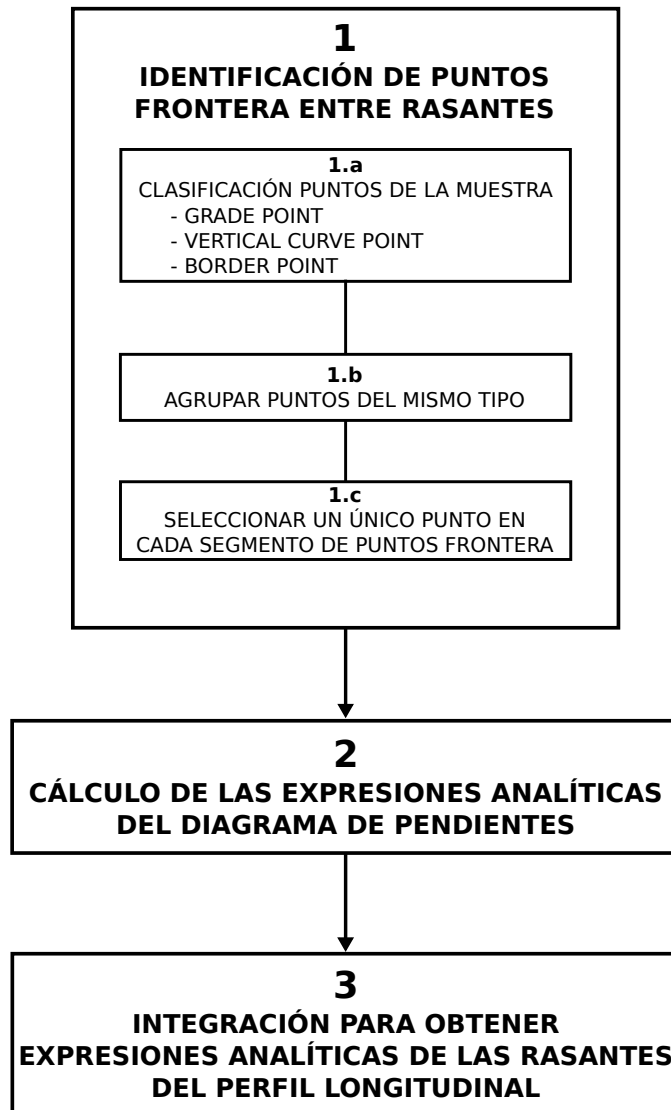 1
IDENTIFICACIÓN DE PUNTOS
FRONTERA ENTRE RASANTES
1.a
CLASIFICACIÓN PUNTOS DE LA MUESTRA
- GRADE POINT
- VERTICAL CURVE POINT
- BORDER POINT
1.b
AGRUPAR PUNTOS DEL MISMO TIPO
1.c
SELECCIONAR UN ÚNICO PUNTO EN
CADA SEGMENTO DE PUNTOS FRONTERA
2
CÁLCULO DE LAS EXPRESIONES ANALÍTICAS
DEL DIAGRAMA DE PENDIENTES
3
INTEGRACIÓN PARA OBTENER
EXPRESIONES ANALÍTICAS DE LAS RASANTES
DEL PERFIL LONGITUDINAL